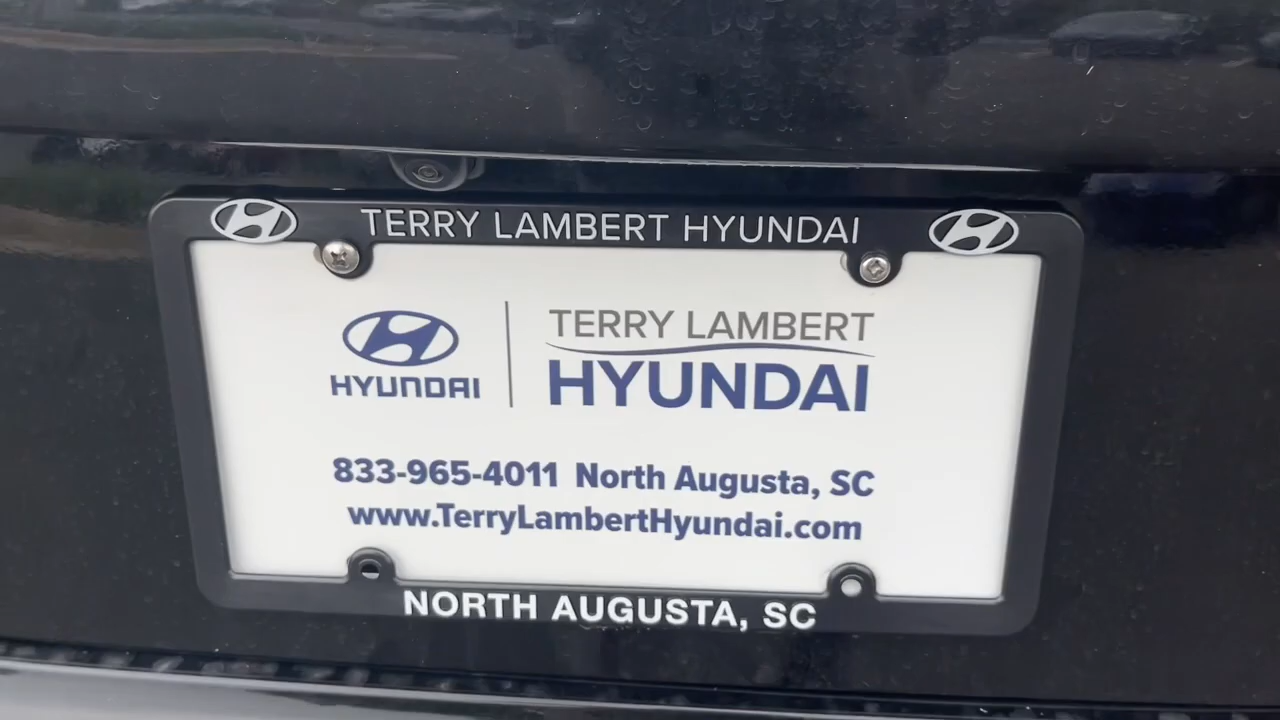 TERRY LAMBERT HYUNDAI
HYUNDAI
TERRY LAMBERT
HYUNDAI
833-965-4011 North Augusta, SC
www.TerryLambertHyundai.com
NORTH AUGUSTA, SC